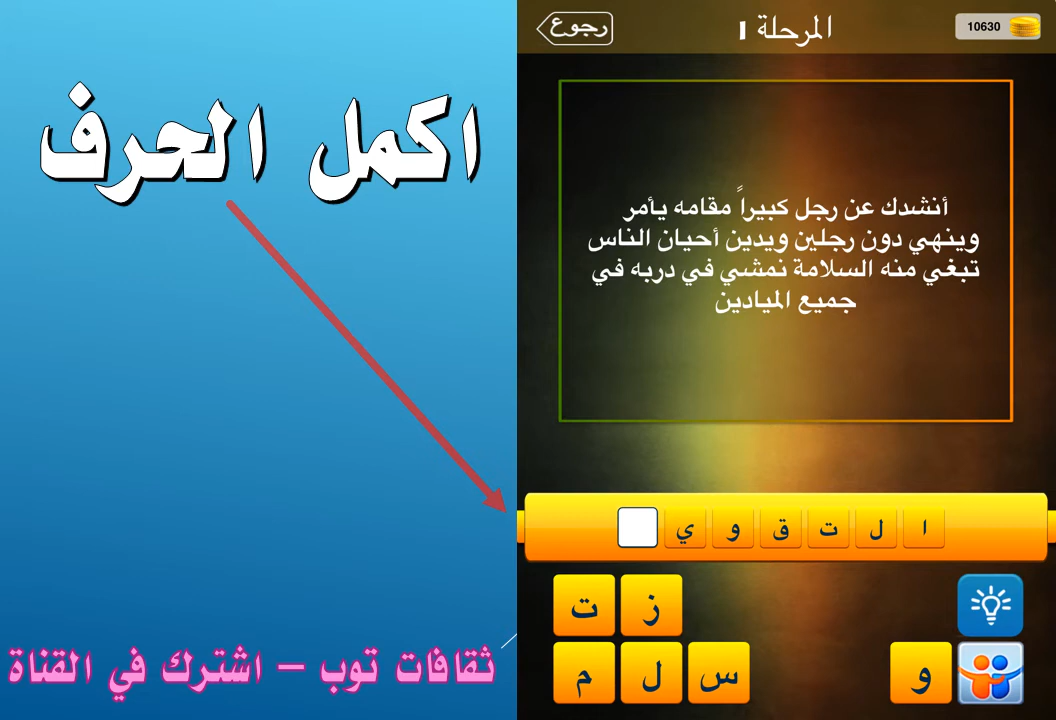 اكمل الحرف
ثقافات توب – اشترك في القناة
رجوع
المرحلة 1
10630
أنشدك عن رجل كبيراً مقامه يأمر
وينهي دون رجلين ويدين أحيان الناس
تبغي منه السلامة نمشي في دربه في
جميع الميادين
ا ل ت ق و ي
ز ت
و س ل م